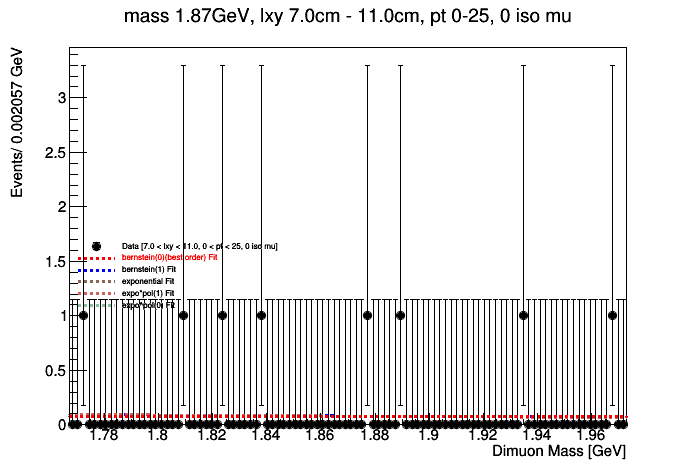 mass 1.87GeV, lxy 7.0cm - 11.0cm, pt 0-25, 0 iso mu
Events/ 0.002057 GeV
3
2.5
2
1.5
1
0.5
0
Data [7.0 < lxy < 11.0, 0 < pt < 25, 0 iso mu]
bernstein(0)(best order) Fit
bernstein(1) Fit
exponential Fit
expo*pol(1) Fit
expo*pol(0) Fit
1.78 1.8 1.82 1.84 1.86 1.88 1.9 1.92 1.94 1.96
Dimuon Mass [GeV]